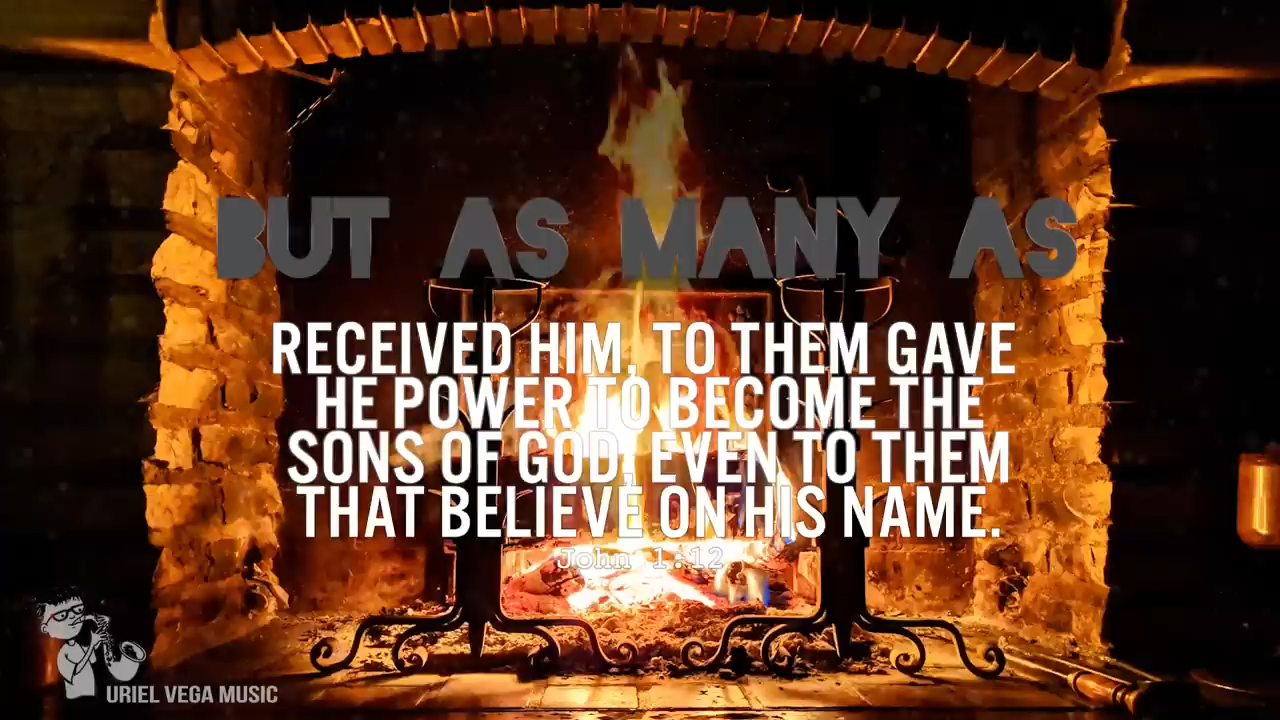 BUT AS MANY AS
RECEIVED HIM, TO THEM GAVE
HE POWER TO BECOME THE
SONS OF GOD, EVEN TO THEM
THAT BELIEVE ON HIS NAME.
John 1:12
URIEL VEGA MUSIC